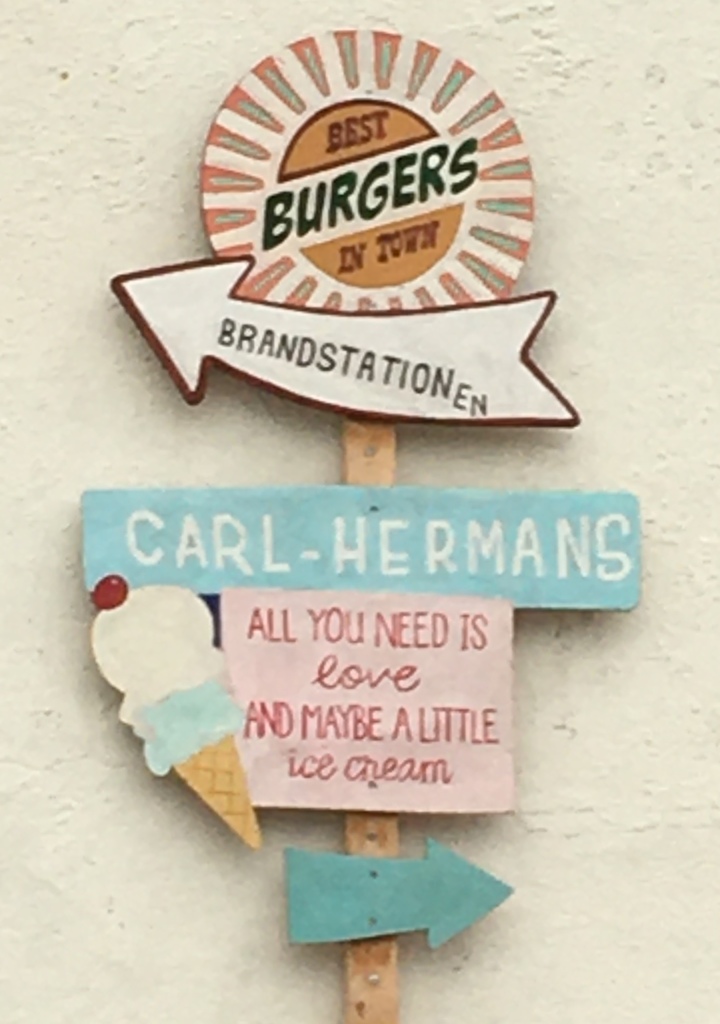 BEST
BURGERS
IN TOWN
BRANDSTATIONEN
CARL-HERMANS
ALL YOU NEED IS
love
AND MAYBE A LITTLE
ice cream